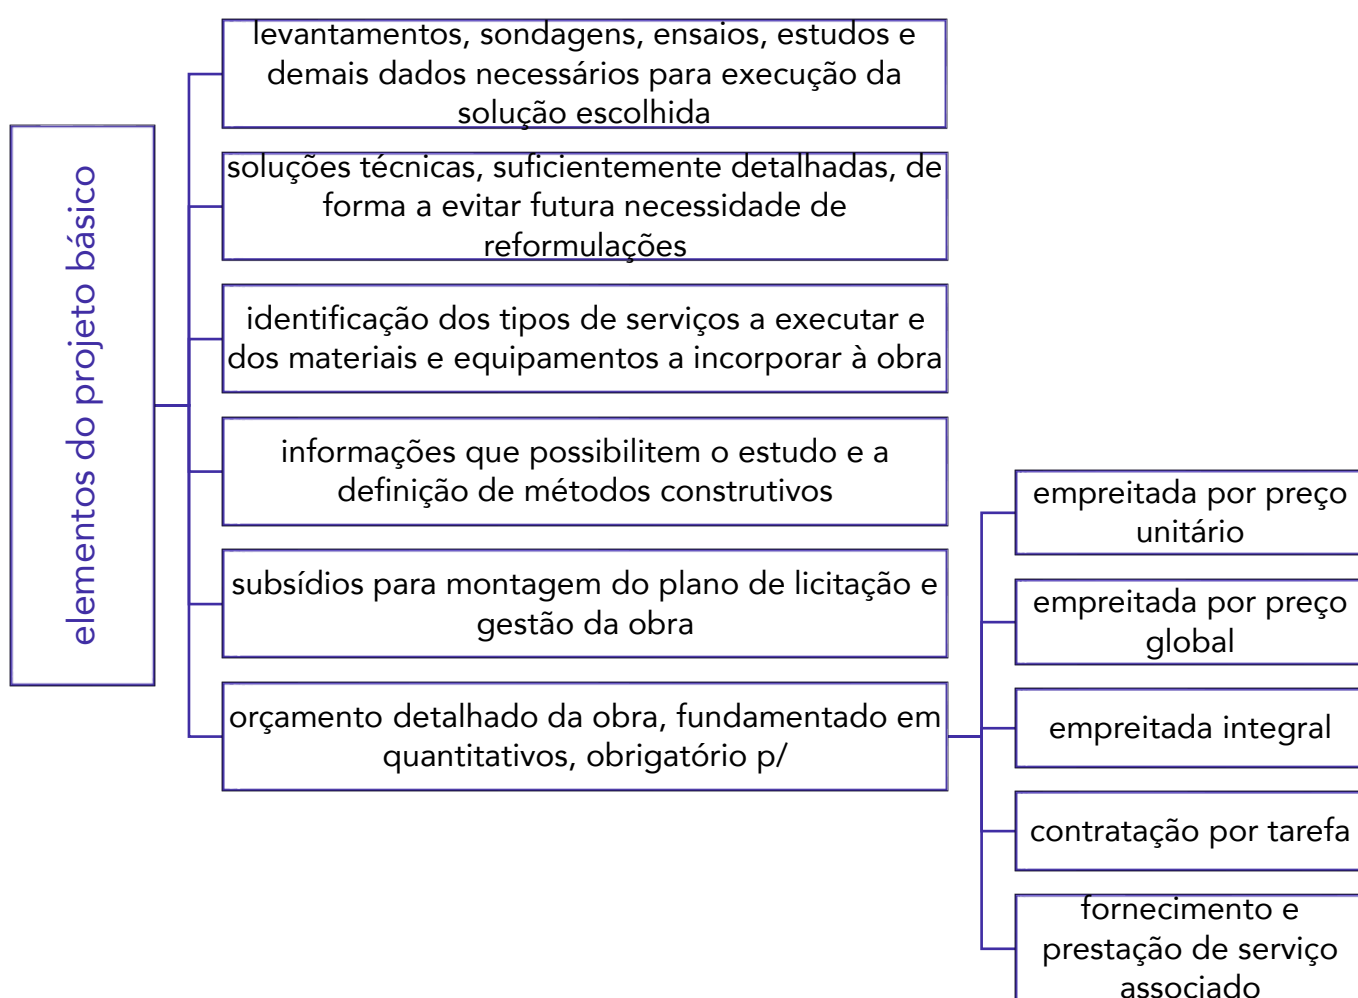 elementos do projeto básico
levantamentos, sondagens, ensaios, estudos e
demais dados necessários para execução da
solução escolhida
soluções técnicas, suficientemente detalhadas, de
forma a evitar futura necessidade de
reformulações
identificação dos tipos de serviços a executar e
dos materiais e equipamentos a incorporar à obra
informações que possibilitem o estudo e a
definição de métodos construtivos
subsídios para montagem do plano de licitação e
gestão da obra
orçamento detalhado da obra, fundamentado em
quantitativos, obrigatório p/
empreitada por preço
unitário
empreitada por preço
global
empreitada integral
contratação por tarefa
fornecimento e
prestação de serviço
associado